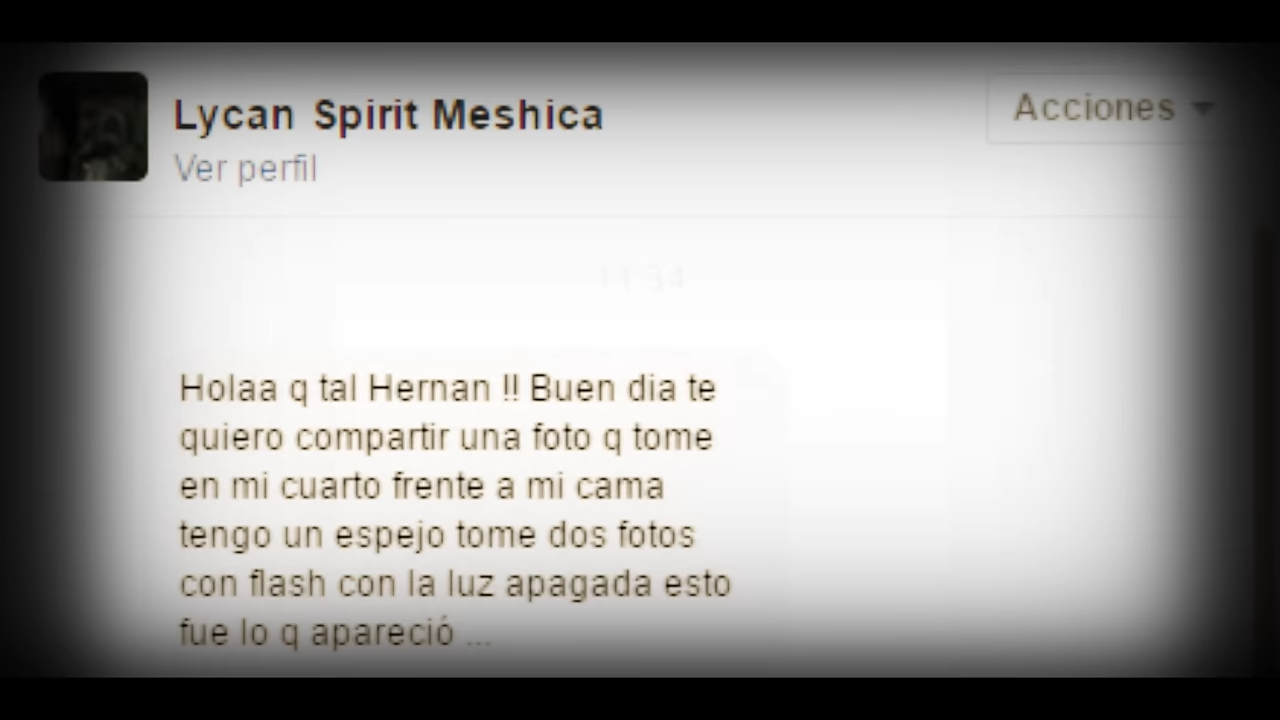 Lycan Spirit Meshica
Acciones
Ver perfil
11:34
Holaa q tal Hernan !! Buen dia te
quiero compartir una foto q tome
en mi cuarto frente a mi cama
tengo un espejo tome dos fotos
con flash con la luz apagada esto
fue lo q apareció ...